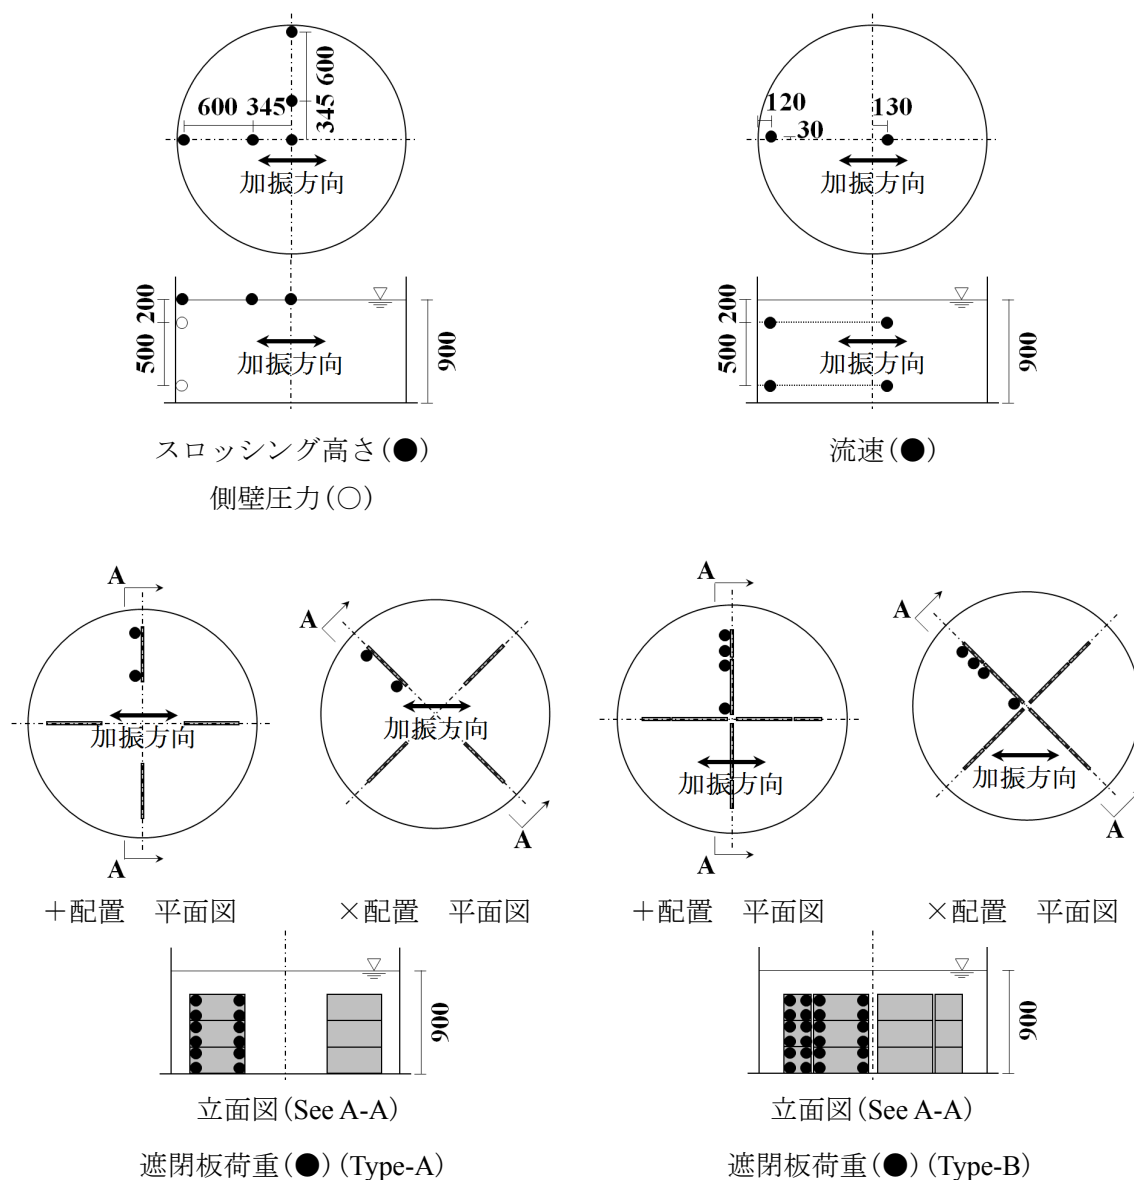 600
345
600
345
加振方向
120
30
130
加振方向
200
500
加振方向
900
200
500
加振方向
900
スロッシング高さ(●)
側壁圧力(○)
流速(●)
A
加振方向
A
A
加振方向
A
A
加振方向
A
A
加振方向
A
+配置 平面図
×配置 平面図
+配置 平面図
×配置 平面図
900
900
立面図(See A-A)
立面図(See A-A)
遮閉板荷重(●)(Type-A)
遮閉板荷重(●)(Type-B)